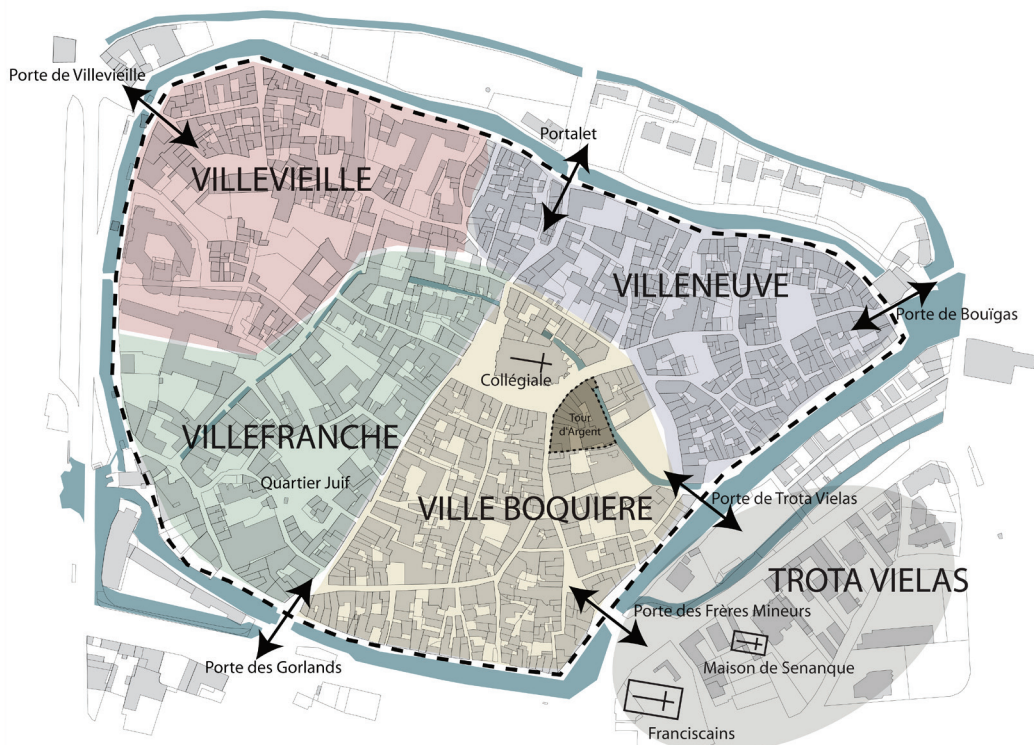 Porte de Villevieille
Portalet
VILLEVIEILLE
VILLENEUVE
Porte de Bouïgas
Collégiale
Tour
d'Argent
VILLEFRANCHE
Quartier Juif
VILLE BOQUIERE
Porte de Trota Vielas
TROTA VIELAS
Porte des Frères Mineurs
Maison de Senanque
Porte des Gorlands
Franciscains